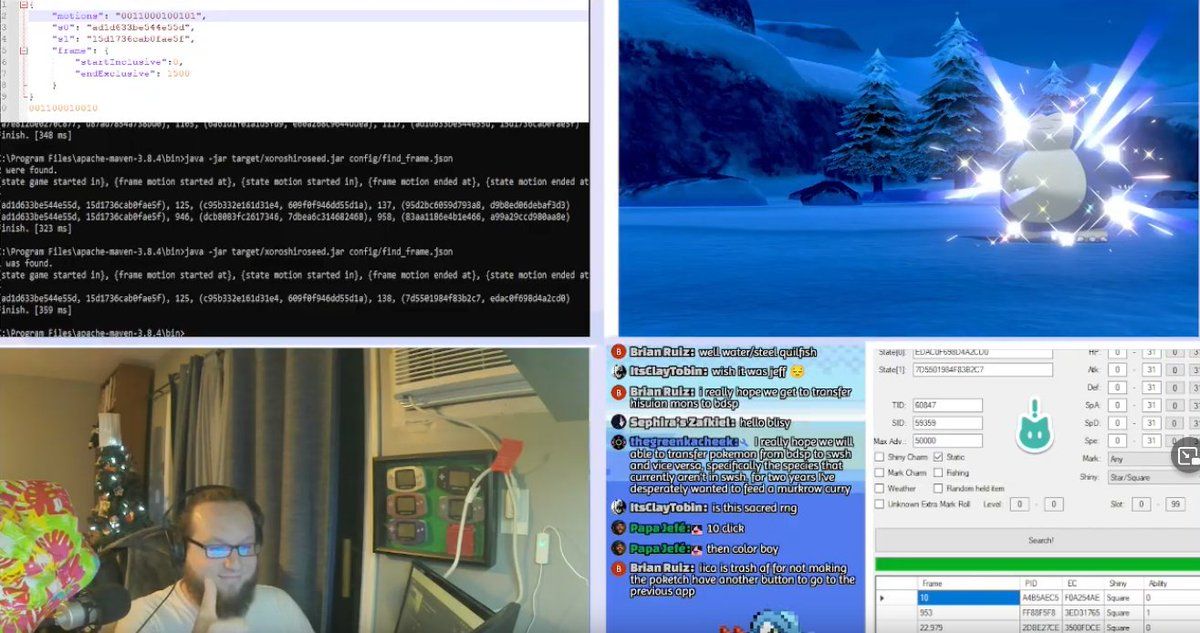 "motions": "0011000100101",
"s0": "ad1d633be544e55d",
"s1": "15d1736cab0fae5f",
"frame": {
"startInclusive":0,
"endExclusive": 1500
}
}
001100010010
inish. [348 ms]
:\Program Files\apache-maven-3.8.4\bin>java -jar target/xoroshiroseed.jar config/find_frame.json
were found.
state game started in}, {frame motion started at}, {state motion started in}, {frame motion ended at}, {state motion ended at
ad1d633be544e55d, 15d1736cab0fae5f), 125, (c95b332e161d31e4, 609f0f946dd55d1a), 137, (95d2bc6059d793a8, d9b8ed06debaf3d3)
ad1d633be544e55d, 15d1736cab0fae5f), 946, (dcb8083fc2617346, 7dbea6c314682468), 958, (83aa1186e4b1e466, a99a29ccd980aa8e)
inish. [323 ms]
:\Program Files\apache-maven-3.8.4\bin>java -jar target/xoroshiroseed.jar config/find_frame.json
was found.
state game started in}, {frame motion started at}, {state motion started in}, {frame motion ended at}, {state motion ended at
ad1d633be544e55d, 15d1736cab0fae5f), 125, (c95b332e161d31e4, 609f0f946dd55d1a), 138, (7d5501984f83b2c7, edac0f698d4a2cd0)
inish. [359 ms]
:\Program Files\apache-maven-3.8.4\bin>
B Brian Ruiz: well water/steel quilfish
ItsClayTobin: wish it was jeff 😔
B Brian Ruiz: i really hope we get to transfer
hisuian mons to bdsp
Sephira's Zafkiel: hello blisy
thegreenkacheek: I really hope we will
able to transfer pokemon from bdsp to swsh
and vice versa, specifically the species that
currently aren't in swsh, for two years I've
desperately wanted to feed a murkrow curry
ItsClayTobin: is this sacred rng
Papa Jefé: 10 click
Papa Jefé: then color boy
B Brian Ruiz: iica is trash af for not making
the poketch have another button to go to the
previous app
State[0]: EDAC0F698D4A2CD0
State[1]: 7D5501984F83B2C7
TID: 60847
SID: 59359
Max Adv.: 50000
Shiny Charm Static
Mark Charm Fishing
Weather Random held item
Unknown Extra Mark Roll Level: 0 - 0
HP: 0 - 31 0
Atk: 0 - 31 0
Def: 0 - 31 0
SpA: 0 - 31 0
SpD: 0 - 31 0
Spe: 0 - 31 0
Mark: Any
Shiny: Star/Square
Slot: 0 - 99
Search!
Frame PID EC Shiny Ability
10 A4B5AEC5 F0A254AE Square 0
953 FF88F5F8 3ED31765 Square 1
22,979 2DBE27CE 3500FDCE Square 0